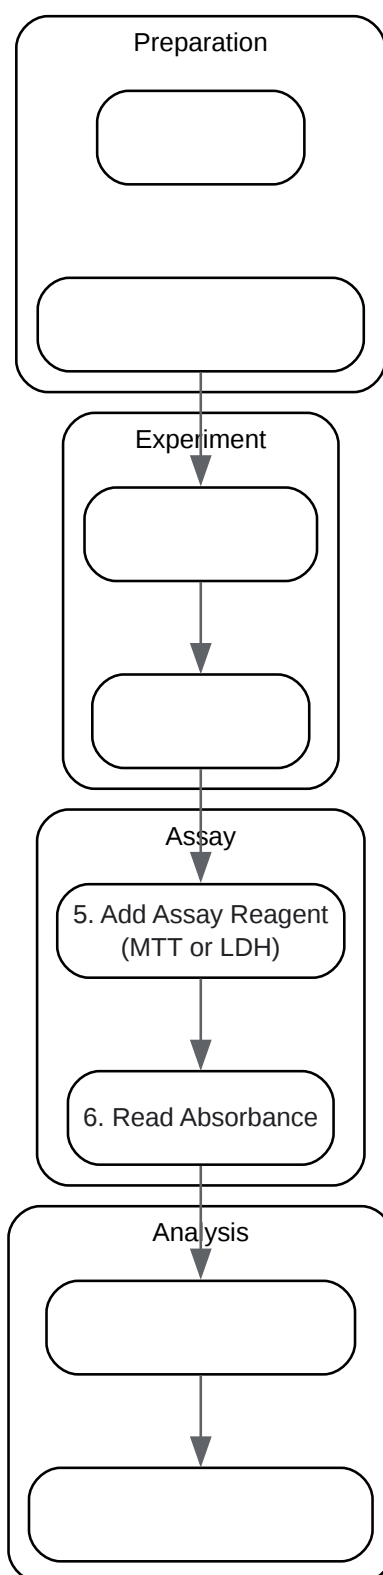 Preparation
Experiment
Assay
5. Add Assay Reagent
(MTT or LDH)
6. Read Absorbance
Analysis